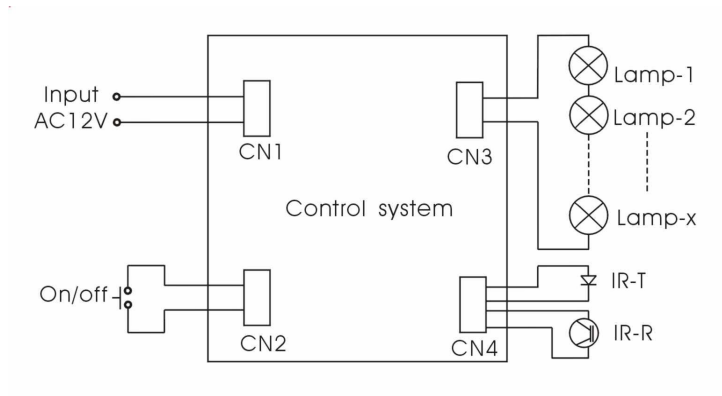 Input
AC12V
CN1
On/off
CN2
Control system
CN3
CN4
Lamp-1
Lamp-2
Lamp-x
IR-T
IR-R